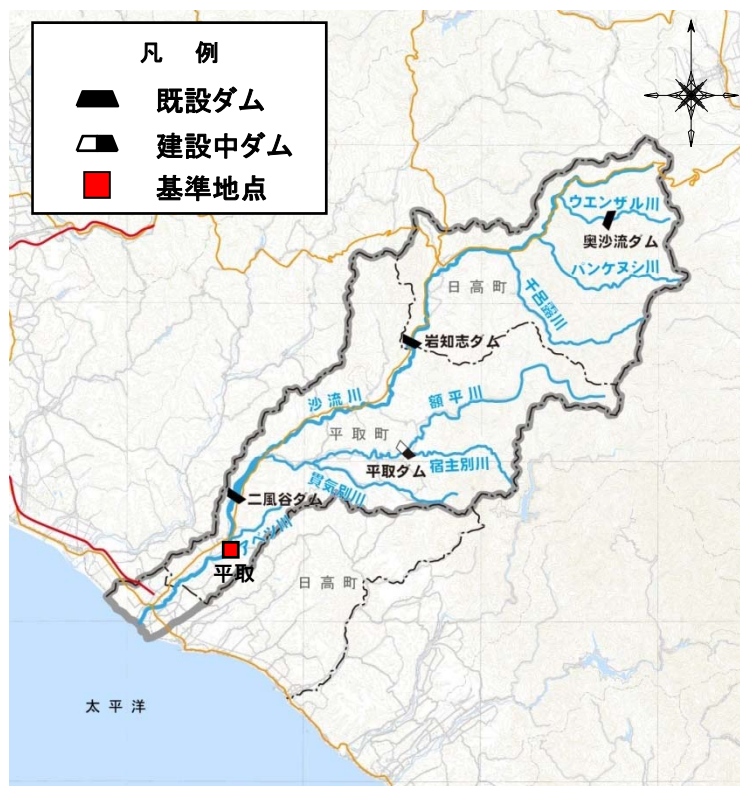 凡 例
既設ダム
建設中ダム
基準地点
ウエンザル川
奥沙流ダム
パンケヌシ川
日高町
千呂露川
岩知志ダム
沙流川
額平川
平取町
平取ダム
宿主別川
貫気別川
二風谷ダム
アベツ川
平取
日高町
太平洋